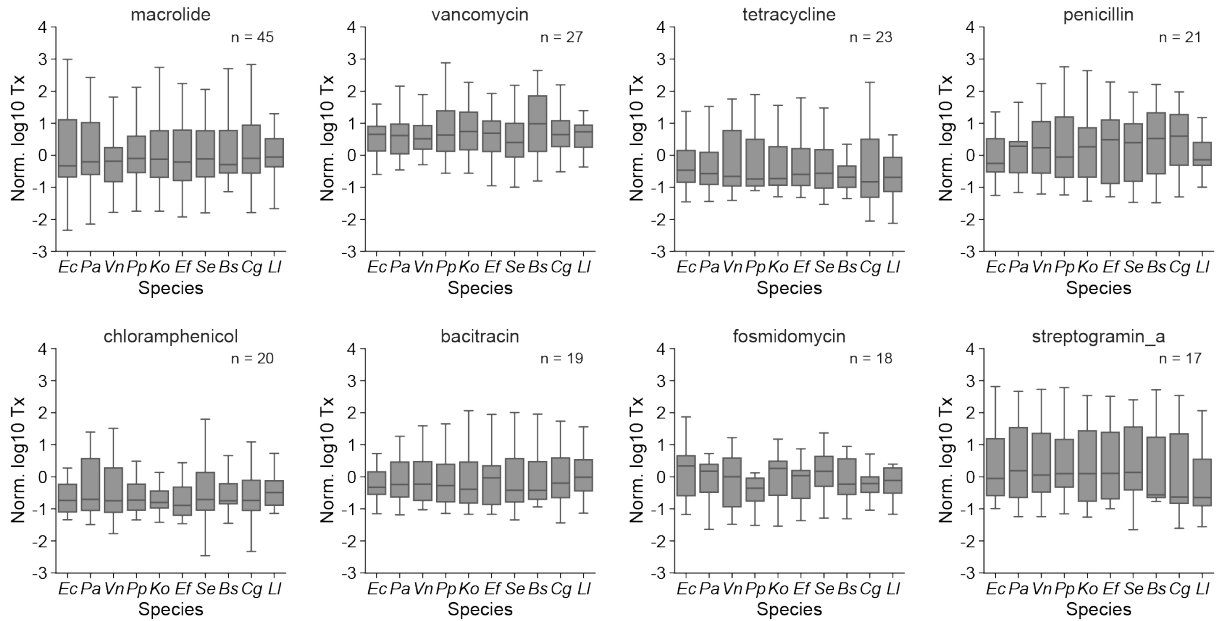 macrolide
n = 45
4
3
2
1
0
-1
-2
-3
Norm. log10 Tx
Ec Pa Vn Pp Ko Ef Se Bs Cg Ll
Species
vancomycin
n = 27
4
3
2
1
0
-1
-2
-3
Norm. log10 Tx
Ec Pa Vn Pp Ko Ef Se Bs Cg Ll
Species
tetracycline
n = 23
4
3
2
1
0
-1
-2
-3
Norm. log10 Tx
Ec Pa Vn Pp Ko Ef Se Bs Cg Ll
Species
penicillin
n = 21
4
3
2
1
0
-1
-2
-3
Norm. log10 Tx
Ec Pa Vn Pp Ko Ef Se Bs Cg Ll
Species
chloramphenicol
n = 20
4
3
2
1
0
-1
-2
-3
Norm. log10 Tx
Ec Pa Vn Pp Ko Ef Se Bs Cg Ll
Species
bacitracin
n = 19
4
3
2
1
0
-1
-2
-3
Norm. log10 Tx
Ec Pa Vn Pp Ko Ef Se Bs Cg Ll
Species
fosmidomycin
n = 18
4
3
2
1
0
-1
-2
-3
Norm. log10 Tx
Ec Pa Vn Pp Ko Ef Se Bs Cg Ll
Species
streptogramin_a
n = 17
4
3
2
1
0
-1
-2
-3
Norm. log10 Tx
Ec Pa Vn Pp Ko Ef Se Bs Cg Ll
Species